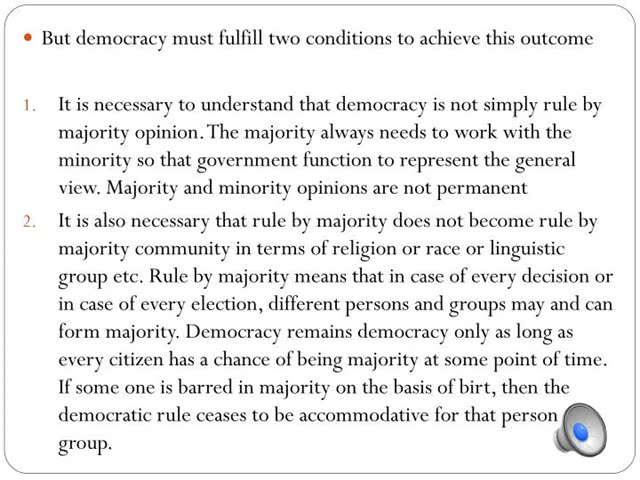 But democracy must fulfill two conditions to achieve this outcome
1. It is necessary to understand that democracy is not simply rule by
majority opinion. The majority always needs to work with the
minority so that government function to represent the general
view. Majority and minority opinions are not permanent
2. It is also necessary that rule by majority does not become rule by
majority community in terms of religion or race or linguistic
group etc. Rule by majority means that in case of every decision or
in case of every election, different persons and groups may and can
form majority. Democracy remains democracy only as long as
every citizen has a chance of being majority at some point of time.
If some one is barred in majority on the basis of birt, then the
democratic rule ceases to be accommodative for that person
group.